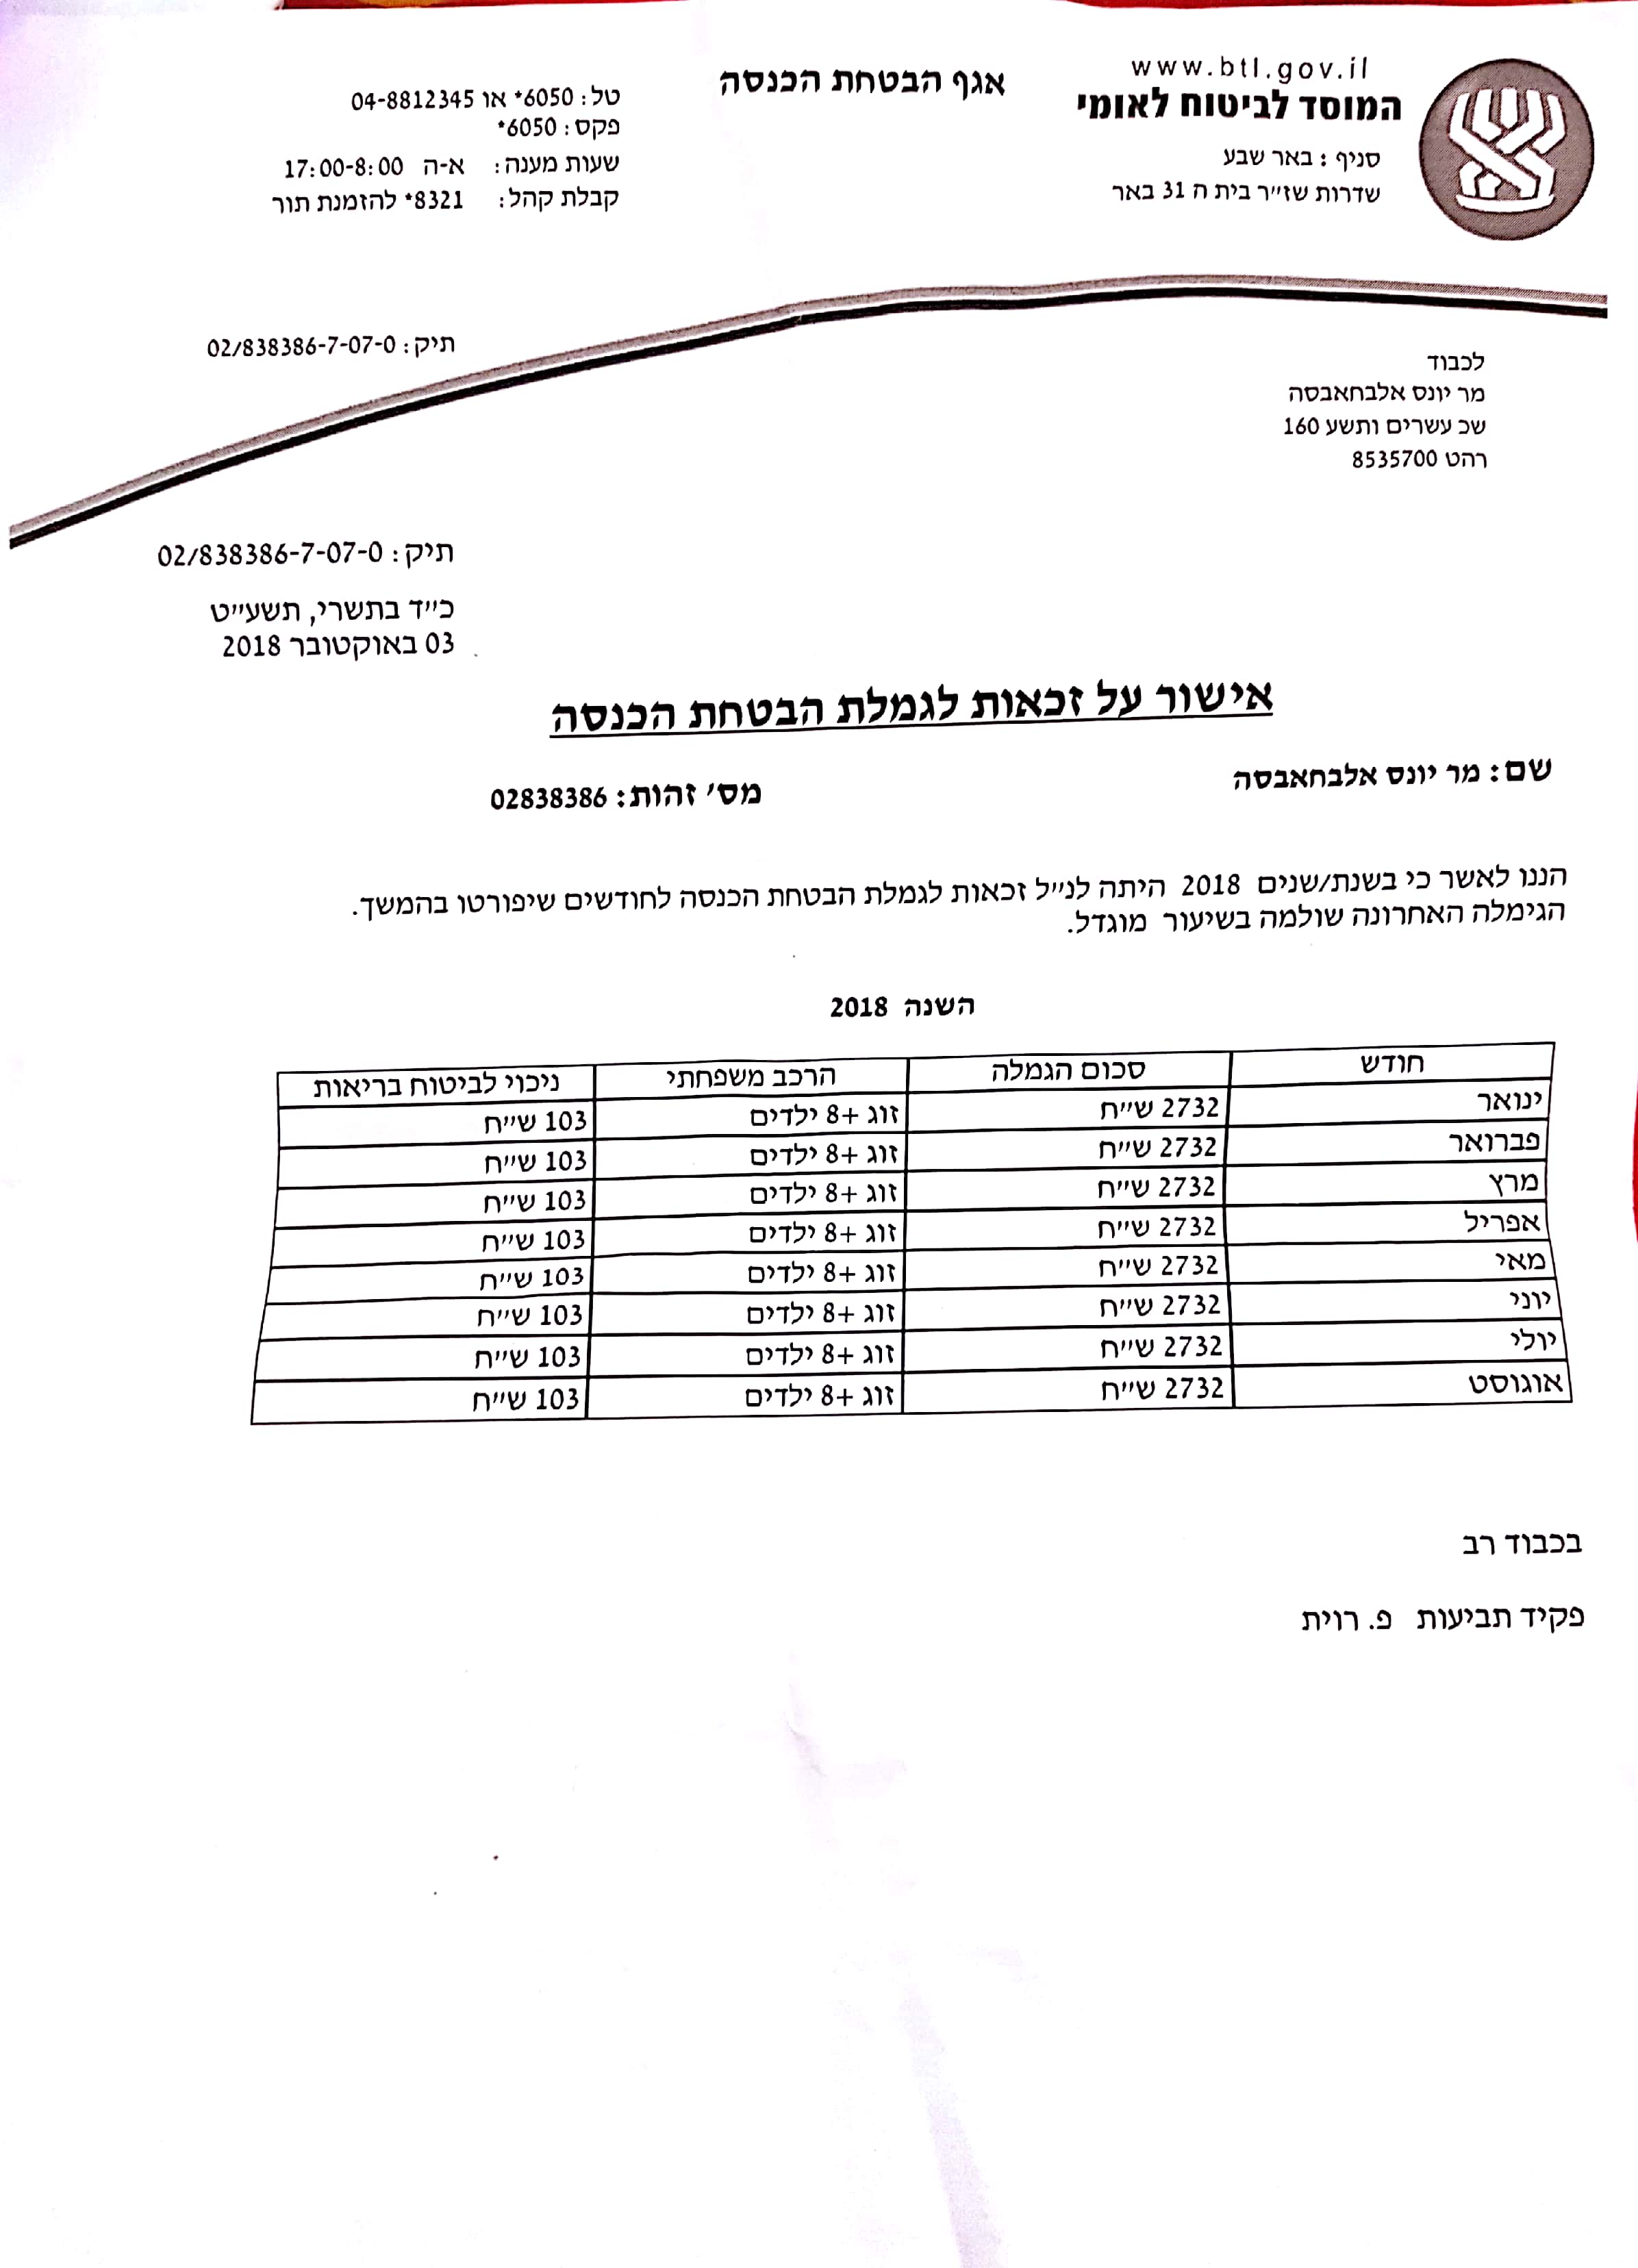 www.btl.gov.il
המוסד לביטוח לאומי
סניף: באר שבע
שדרות שז״ר בית ה 31 באר
אגף הבטחת הכנסה
טל: 6050* או 04-8812345
פקס: 6050*
שעות מענה: א-ה 17:00-8:00
קבלת קהל: 8321* להזמנת תור
תיק: 02/838386-7-07-0
לכבוד
מר יונס אלבחאבסה
שכ עשרים ותשע 160
רהט 8535700
תיק: 02/838386-7-07-0
כ״ד בתשרי, תשע״ט
03 באוקטובר 2018
אישור על זכאות לגמלת הבטחת הכנסה
שם: מר יונס אלבחאבסה מס׳ זהות: 02838386
הננו לאשר כי בשנת/שנים 2018 היתה לנ״ל זכאות לגמלת הבטחת הכנסה לחודשים שיפורטו בהמשך.
הגימלה האחרונה שולמה בשיעור מוגדל.
השנה 2018
חודש סכום הגמלה הרכב משפחתי ניכוי לביטוח בריאות
ינואר 2732 ש״ח זוג +8 ילדים 103 ש״ח
פברואר 2732 ש״ח זוג +8 ילדים 103 ש״ח
מרץ 2732 ש״ח זוג +8 ילדים 103 ש״ח
אפריל 2732 ש״ח זוג +8 ילדים 103 ש״ח
מאי 2732 ש״ח זוג +8 ילדים 103 ש״ח
יוני 2732 ש״ח זוג +8 ילדים 103 ש״ח
יולי 2732 ש״ח זוג +8 ילדים 103 ש״ח
אוגוסט 2732 ש״ח זוג +8 ילדים 103 ש״ח
בכבוד רב
פקיד תביעות פ. רוית